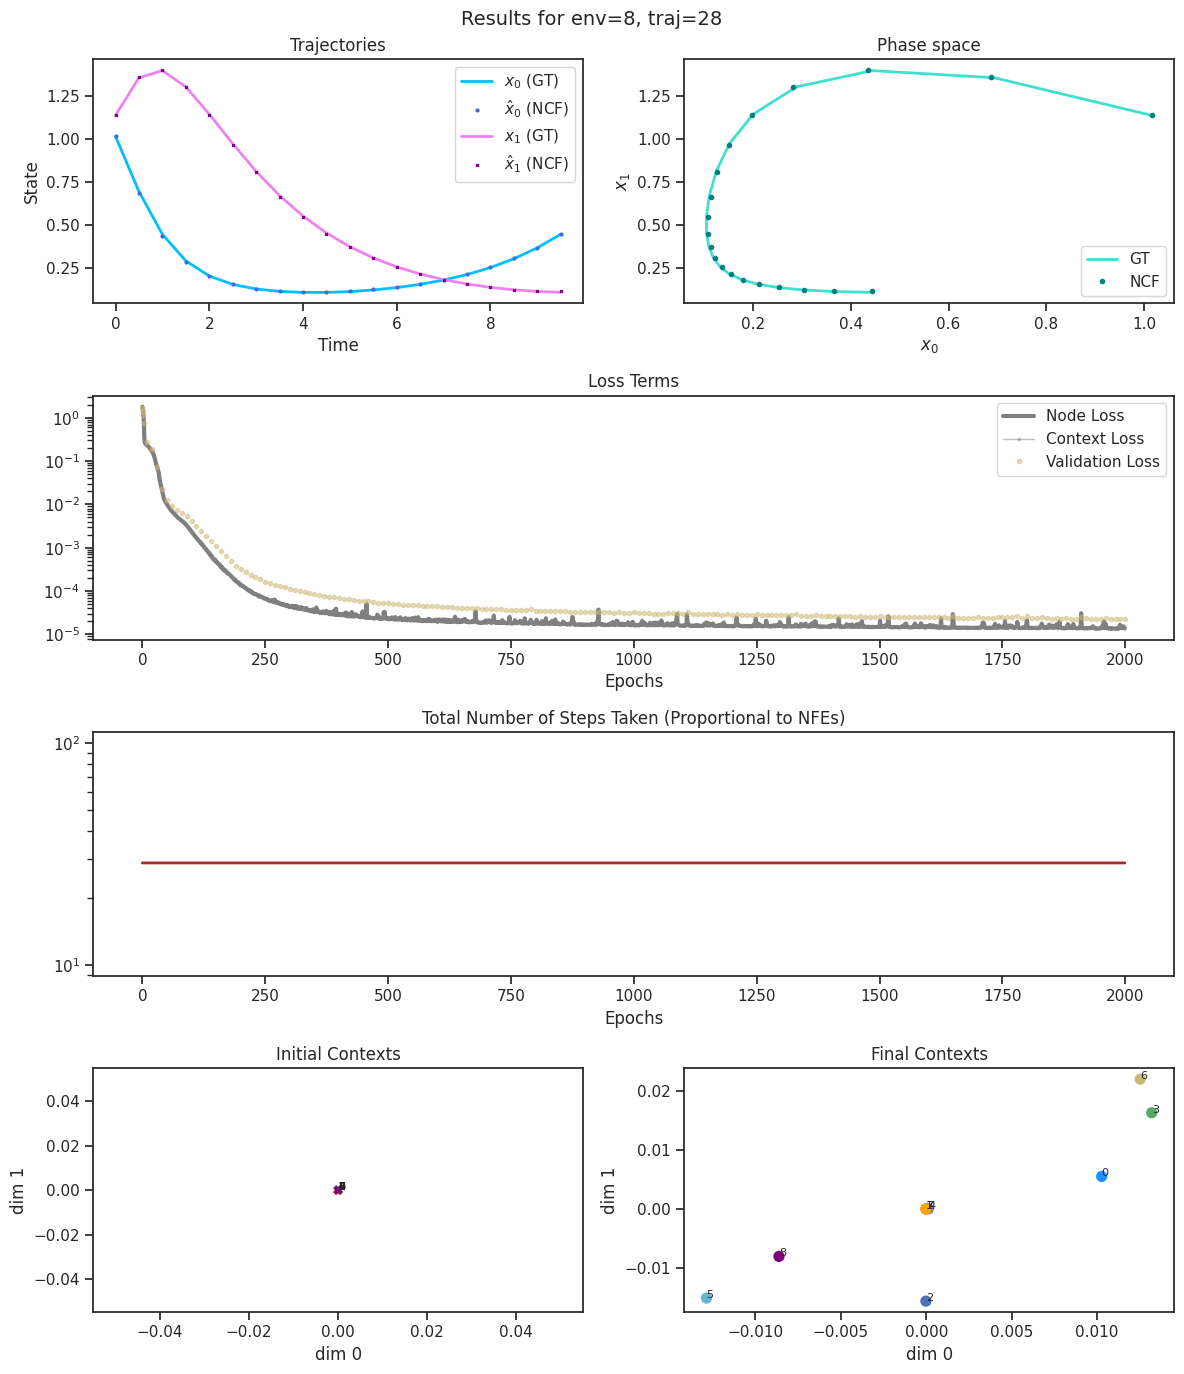 Results for env=8, traj=28
Trajectories
State
1.25
1.00
0.75
0.50
0.25
x₀ (GT)
x̂₀ (NCF)
x₁ (GT)
x̂₁ (NCF)
0 2 4 6 8
Time
Phase space
x₁
1.25
1.00
0.75
0.50
0.25
GT
NCF
0.2 0.4 0.6 0.8 1.0
x₀
Loss Terms
10⁰
10⁻¹
10⁻²
10⁻³
10⁻⁴
10⁻⁵
Node Loss
Context Loss
Validation Loss
0 250 500 750 1000 1250 1500 1750 2000
Epochs
Total Number of Steps Taken (Proportional to NFEs)
10²
10¹
0 250 500 750 1000 1250 1500 1750 2000
Epochs
Initial Contexts
dim 1
0.04
0.02
0.00
−0.02
−0.04
−0.04 −0.02 0.00 0.02 0.04
dim 0
Final Contexts
dim 1
0.02
0.01
0.00
−0.01
6
3
0
4
8
5
2
−0.010 −0.005 0.000 0.005 0.010
dim 0